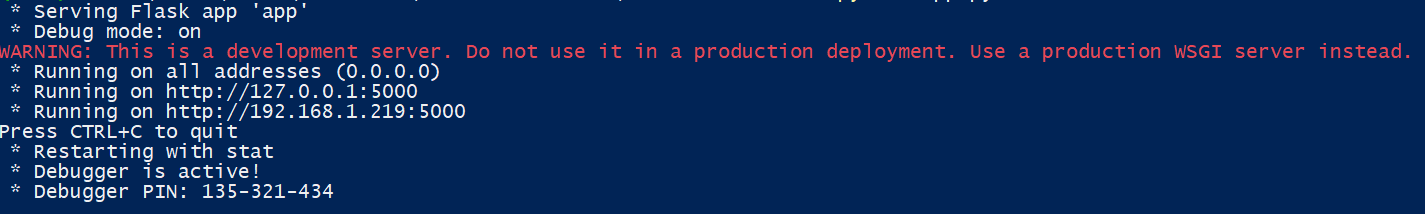 * Serving Flask app 'app'
* Debug mode: on
WARNING: This is a development server. Do not use it in a production deployment. Use a production WSGI server instead.
* Running on all addresses (0.0.0.0)
* Running on http://127.0.0.1:5000
* Running on http://192.168.1.219:5000
Press CTRL+C to quit
* Restarting with stat
* Debugger is active!
* Debugger PIN: 135-321-434